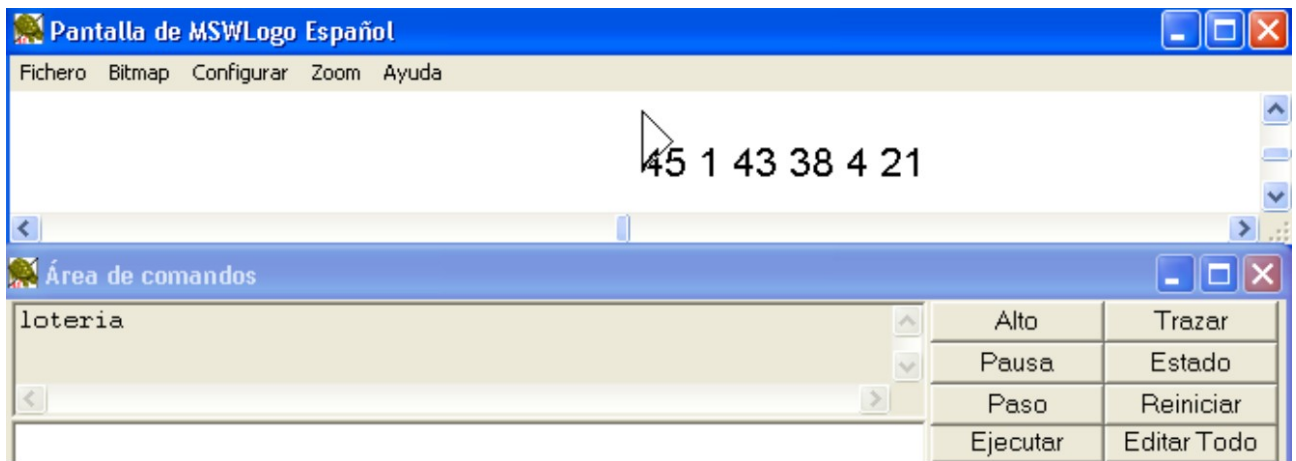 Pantalla de MSWLogo Español
Fichero Bitmap Configurar Zoom Ayuda
45 1 43 38 4 21
Área de comandos
loteria
Alto Trazar
Pausa Estado
Paso Reiniciar
Ejecutar Editar Todo